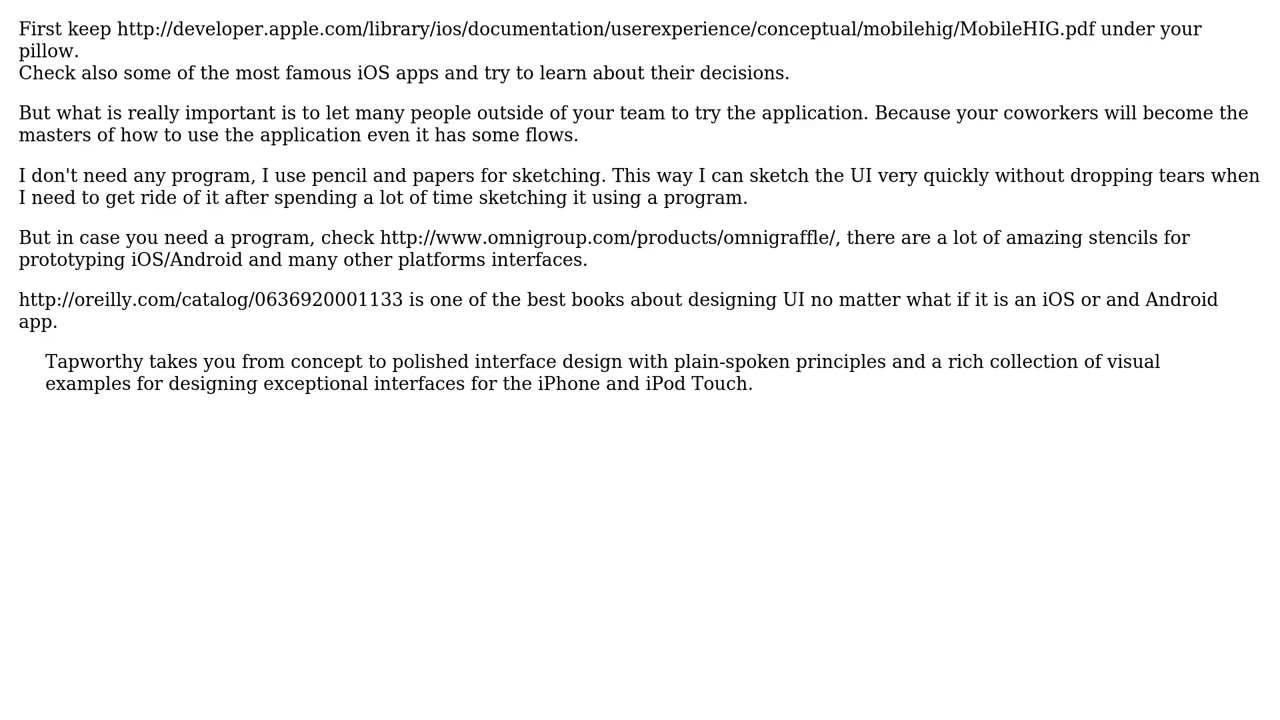 First keep http://developer.apple.com/library/ios/documentation/userexperience/conceptual/mobilehig/MobileHIG.pdf under your
pillow.
Check also some of the most famous iOS apps and try to learn about their decisions.
But what is really important is to let many people outside of your team to try the application. Because your coworkers will become the
masters of how to use the application even it has some flows.
I don't need any program, I use pencil and papers for sketching. This way I can sketch the UI very quickly without dropping tears when
I need to get ride of it after spending a lot of time sketching it using a program.
But in case you need a program, check http://www.omnigroup.com/products/omnigraffle/, there are a lot of amazing stencils for
prototyping iOS/Android and many other platforms interfaces.
http://oreilly.com/catalog/0636920001133 is one of the best books about designing UI no matter what if it is an iOS or and Android
app.
Tapworthy takes you from concept to polished interface design with plain-spoken principles and a rich collection of visual
examples for designing exceptional interfaces for the iPhone and iPod Touch.